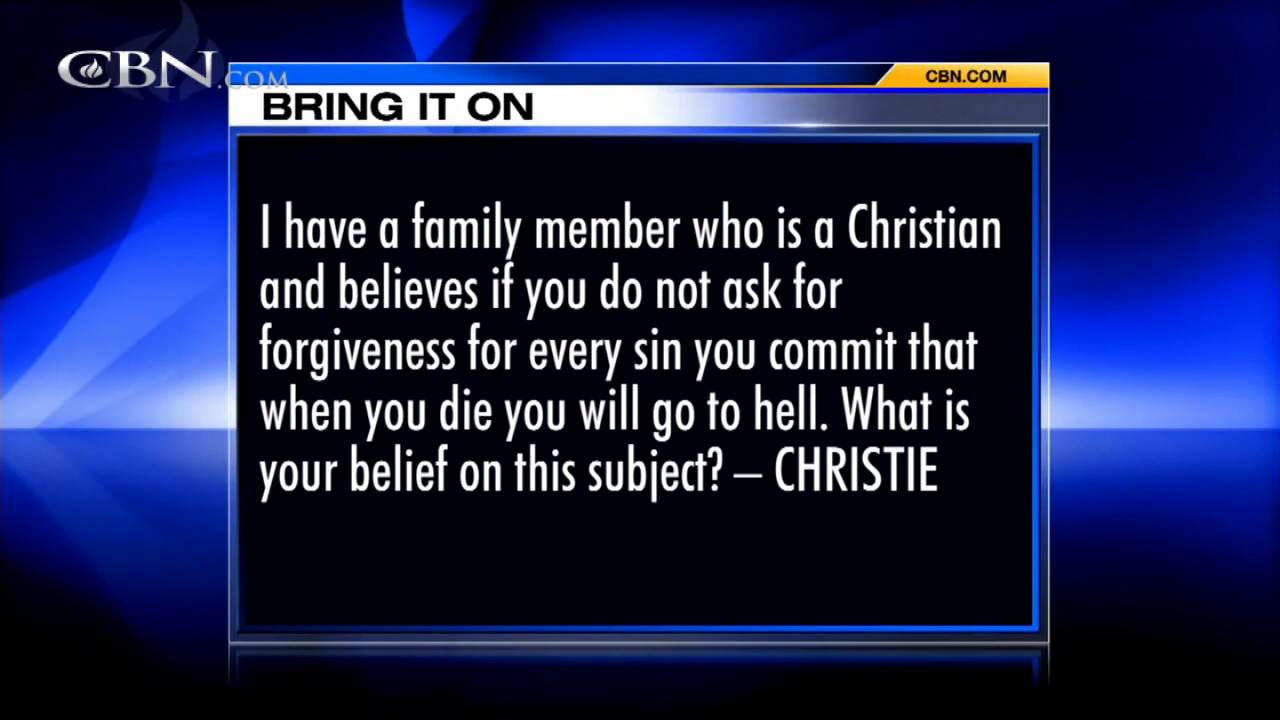 CBN.COM
CBN.COM
BRING IT ON
I have a family member who is a Christian
and believes if you do not ask for
forgiveness for every sin you commit that
when you die you will go to hell. What is
your belief on this subject? – CHRISTIE